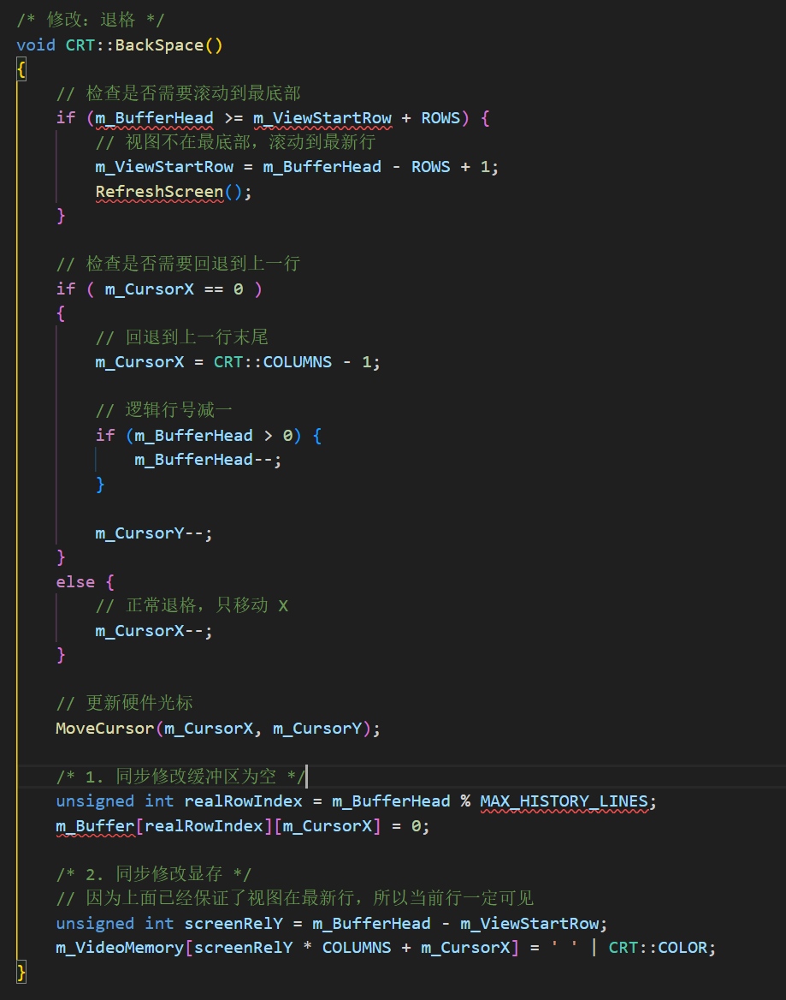 /* 修改：退格 */
void CRT::BackSpace()
{
    // 检查是否需要滚动到最底部
    if (m_BufferHead >= m_ViewStartRow + ROWS) {
        // 视图不在最底部，滚动到最新行
        m_ViewStartRow = m_BufferHead - ROWS + 1;
        RefreshScreen();
    }

    // 检查是否需要回退到上一行
    if ( m_CursorX == 0 )
    {
        // 回退到上一行末尾
        m_CursorX = CRT::COLUMNS - 1;

        // 逻辑行号减一
        if (m_BufferHead > 0) {
            m_BufferHead--;
        }

        m_CursorY--;
    }
    else {
        // 正常退格，只移动 X
        m_CursorX--;
    }

    // 更新硬件光标
    MoveCursor(m_CursorX, m_CursorY);

    /* 1. 同步修改缓冲区为空 */
    unsigned int realRowIndex = m_BufferHead % MAX_HISTORY_LINES;
    m_Buffer[realRowIndex][m_CursorX] = 0;

    /* 2. 同步修改显存 */
    // 因为上面已经保证了视图在最新行，所以当前行一定可见
    unsigned int screenRelY = m_BufferHead - m_ViewStartRow;
    m_VideoMemory[screenRelY * COLUMNS + m_CursorX] = ' ' | CRT::COLOR;
}